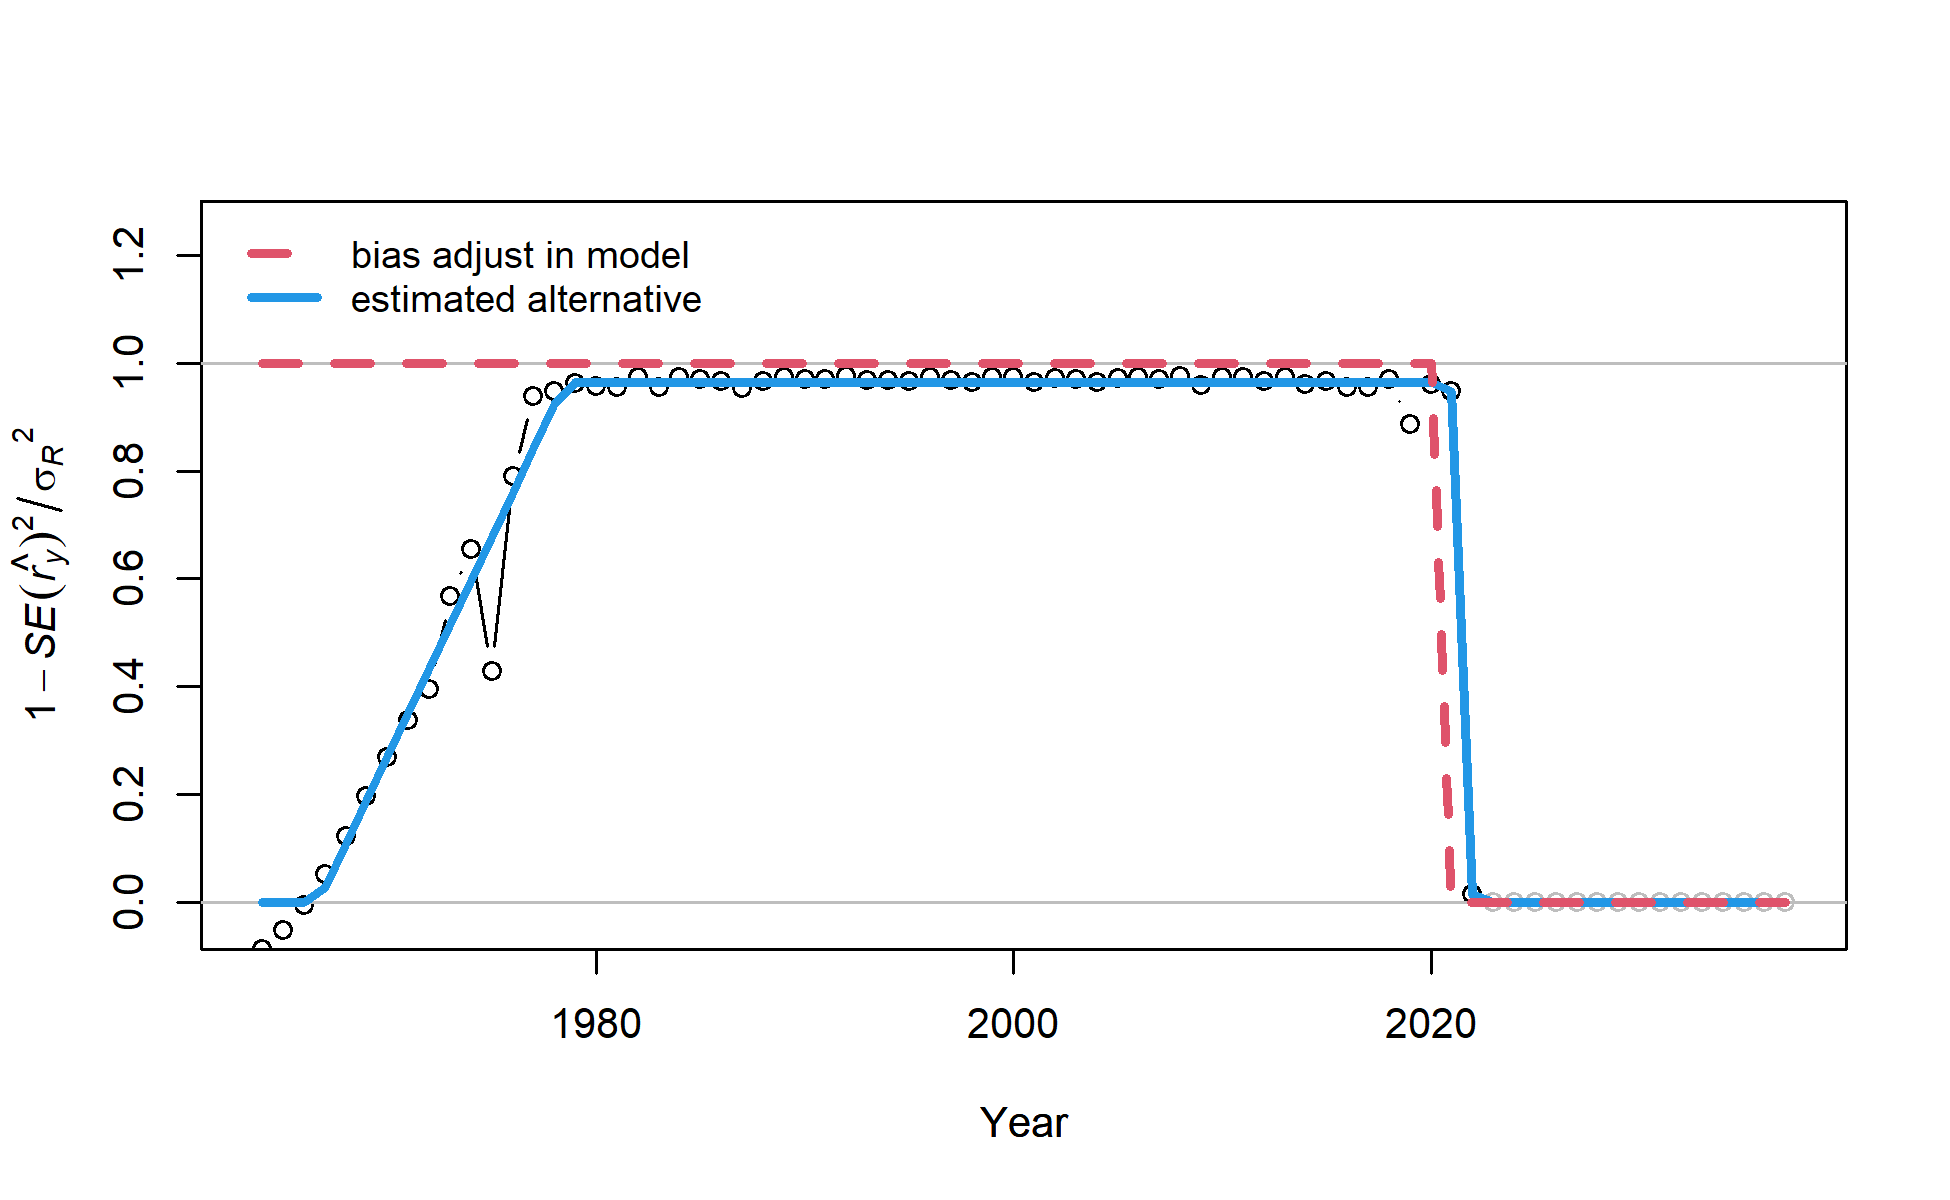 bias adjust in model
estimated alternative
1 − SE(r̂y)² / σR²
1.2
1.0
0.8
0.6
0.4
0.2
0.0
1980 2000 2020
Year